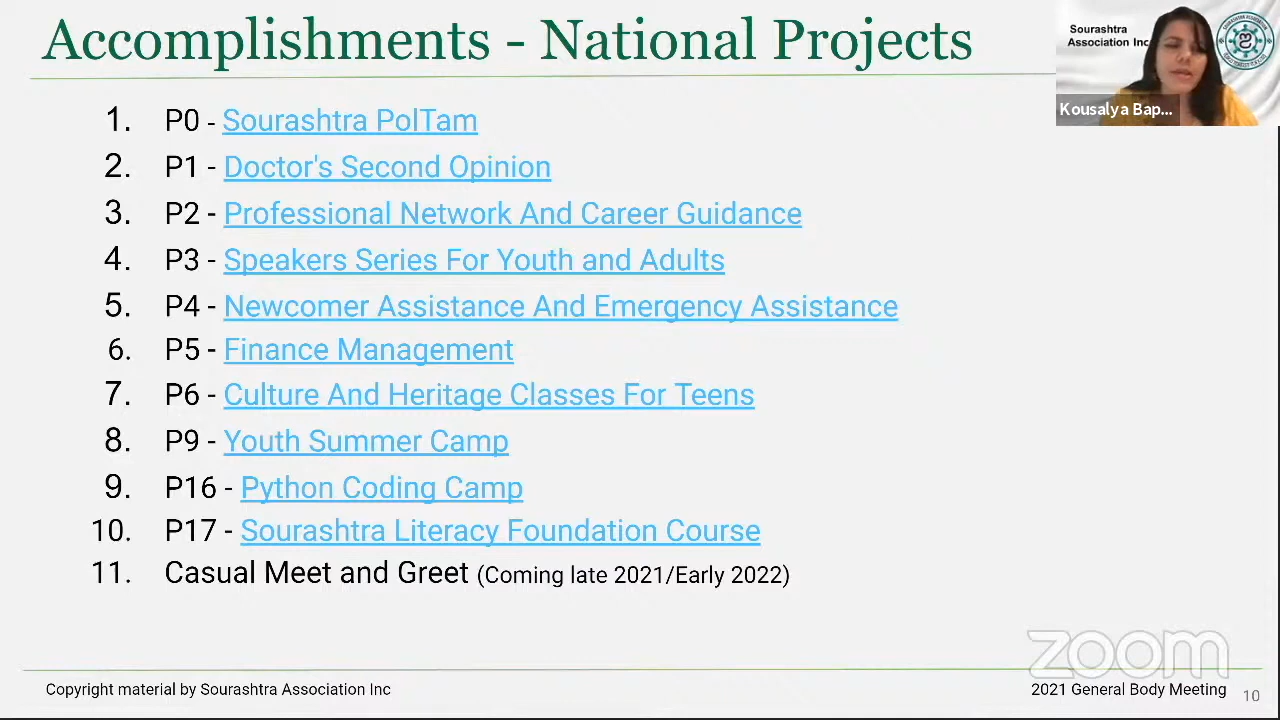 Accomplishments - National Projects
Sourashtra
Association Inc
Kousalya Bap...
1. P0 - Sourashtra PolTam
2. P1 - Doctor's Second Opinion
3. P2 - Professional Network And Career Guidance
4. P3 - Speakers Series For Youth and Adults
5. P4 - Newcomer Assistance And Emergency Assistance
6. P5 - Finance Management
7. P6 - Culture And Heritage Classes For Teens
8. P9 - Youth Summer Camp
9. P16 - Python Coding Camp
10. P17 - Sourashtra Literacy Foundation Course
11. Casual Meet and Greet (Coming late 2021/Early 2022)
zoom
Copyright material by Sourashtra Association Inc
2021 General Body Meeting 10